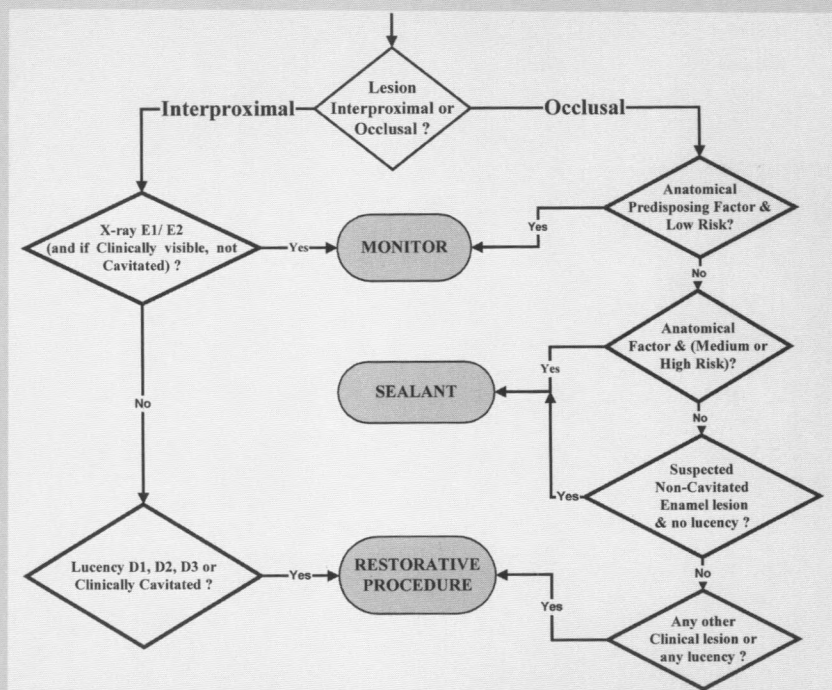 Lesion
Interproximal or
Occlusal ?
Interproximal
Occlusal
X-ray E1/ E2
(and if Clinically visible, not
Cavitated) ?
Yes
MONITOR
Yes
Anatomical
Predisposing Factor &
Low Risk?
No
Anatomical
Factor & (Medium or
High Risk)?
Yes
SEALANT
No
No
Suspected
Non-Cavitated
Enamel lesion
& no lucency ?
Yes
No
Lucency D1, D2, D3 or
Clinically Cavitated ?
Yes
RESTORATIVE
PROCEDURE
Yes
Any other
Clinical lesion or
any lucency ?